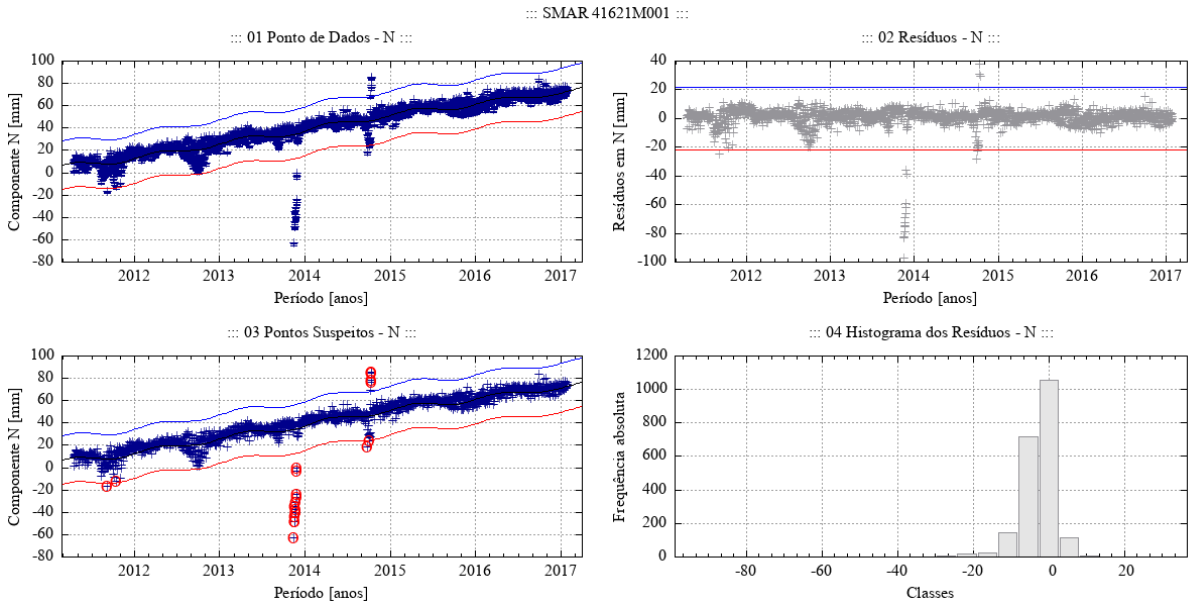 ::: SMAR 41621M001 :::
::: 01 Ponto de Dados - N :::
Componente N [mm]
100
80
60
40
20
0
-20
-40
-60
-80
2012 2013 2014 2015 2016 2017
Período [anos]
::: 02 Resíduos - N :::
Resíduos em N [mm]
40
20
0
-20
-40
-60
-80
-100
2012 2013 2014 2015 2016 2017
Período [anos]
::: 03 Pontos Suspeitos - N :::
Componente N [mm]
100
80
60
40
20
0
-20
-40
-60
-80
2012 2013 2014 2015 2016 2017
Período [anos]
::: 04 Histograma dos Resíduos - N :::
Frequência absoluta
1200
1000
800
600
400
200
0
-80 -60 -40 -20 0 20
Classes